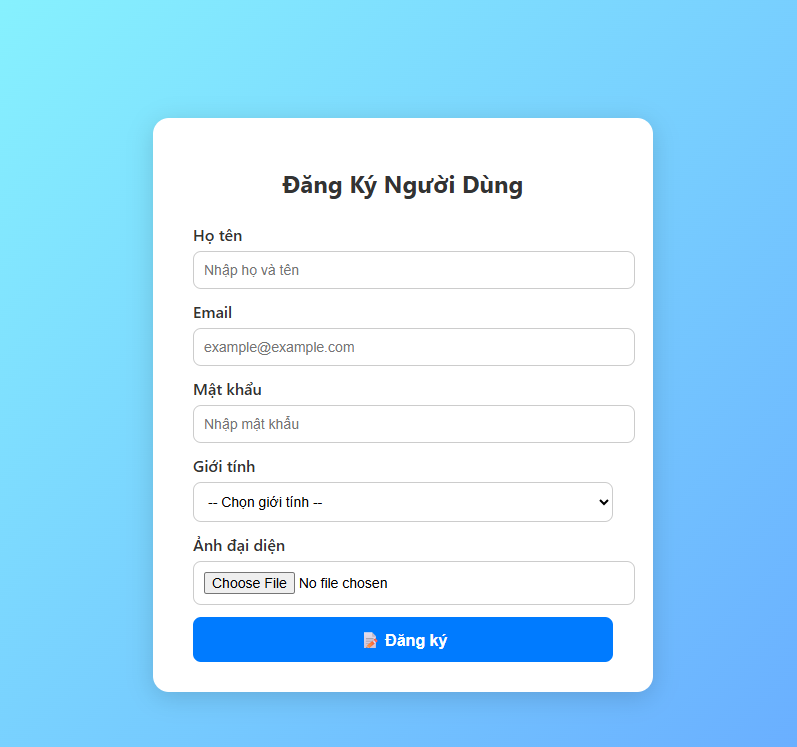 Đăng Ký Người Dùng
Họ tên
Nhập họ và tên
Email
example@example.com
Mật khẩu
Nhập mật khẩu
Giới tính
-- Chọn giới tính --
Ảnh đại diện
Choose File No file chosen
📝 Đăng ký